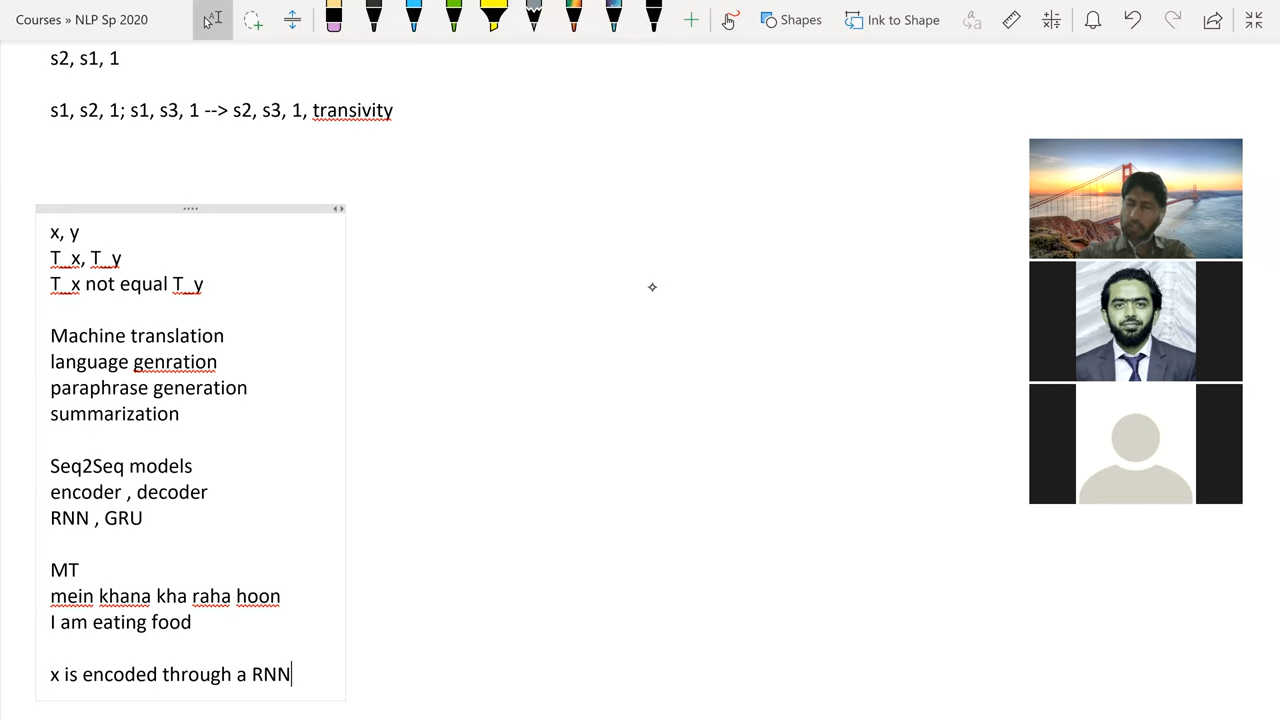 Courses » NLP Sp 2020
Shapes
Ink to Shape
s2, s1, 1
s1, s2, 1; s1, s3, 1 --> s2, s3, 1, transivity
x, y
T_x, T_y
T_x not equal T_y
Machine translation
language genration
paraphrase generation
summarization
Seq2Seq models
encoder , decoder
RNN , GRU
MT
mein khana kha raha hoon
I am eating food
x is encoded through a RNN